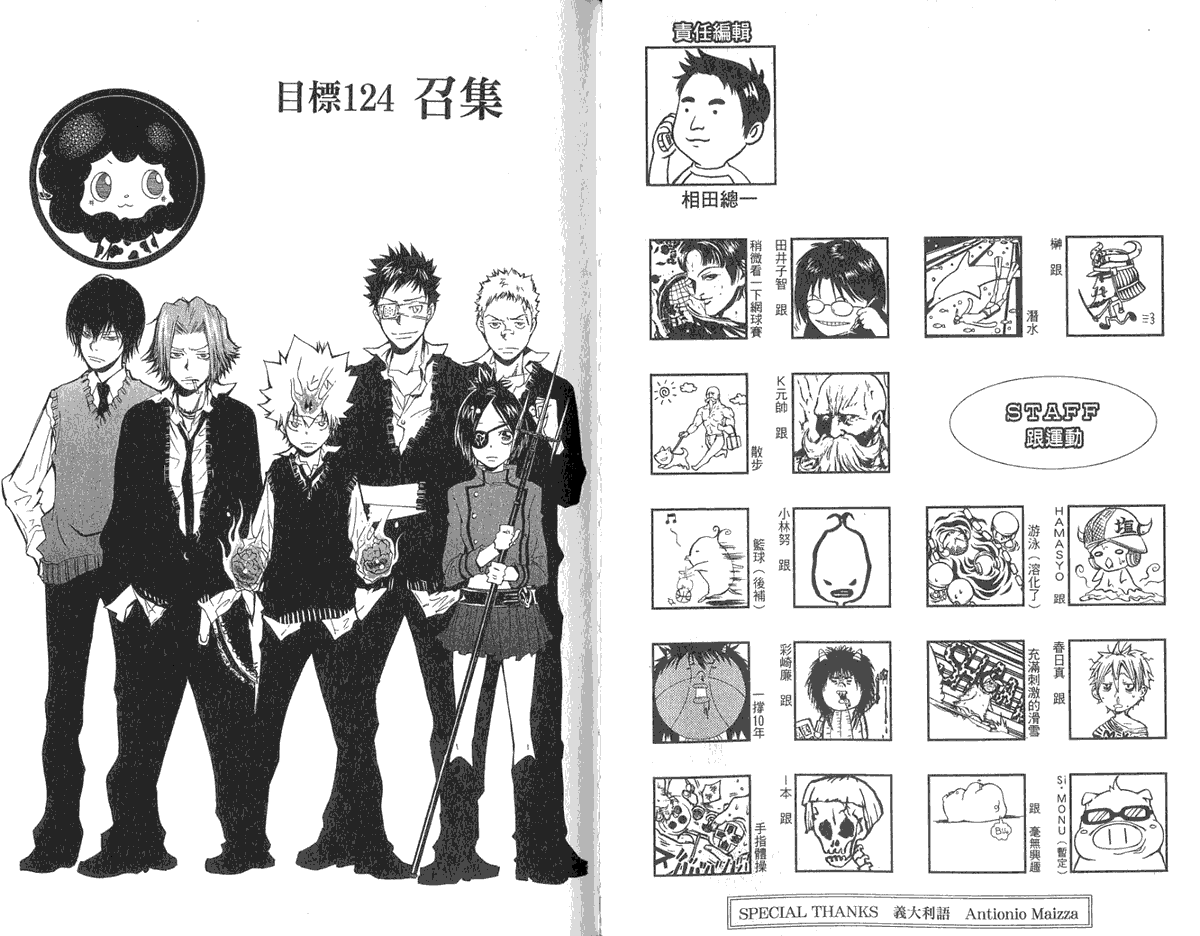 責任編輯
相田總一
榊 跟
潛水
田井子智 跟
稍微看一下網球賽
STAFF
跟運動
K元帥 跟
散步
HAMASYO 跟
塩
游泳（溶化了）
小林努 跟
籃球（後補）
春日真 跟
充滿刺激的滑雪
彩崎廉 跟
一撐10年
Si・MONU（暫定）
跟 毫無興趣
Bu
一本 跟
手指體操
SPECIAL THANKS 義大利語 Antionio Maizza
目標124 召集